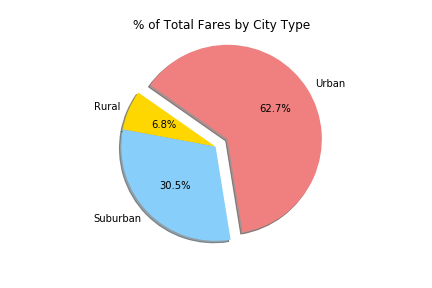 % of Total Fares by City Type
Urban
62.7%
Rural
6.8%
30.5%
Suburban